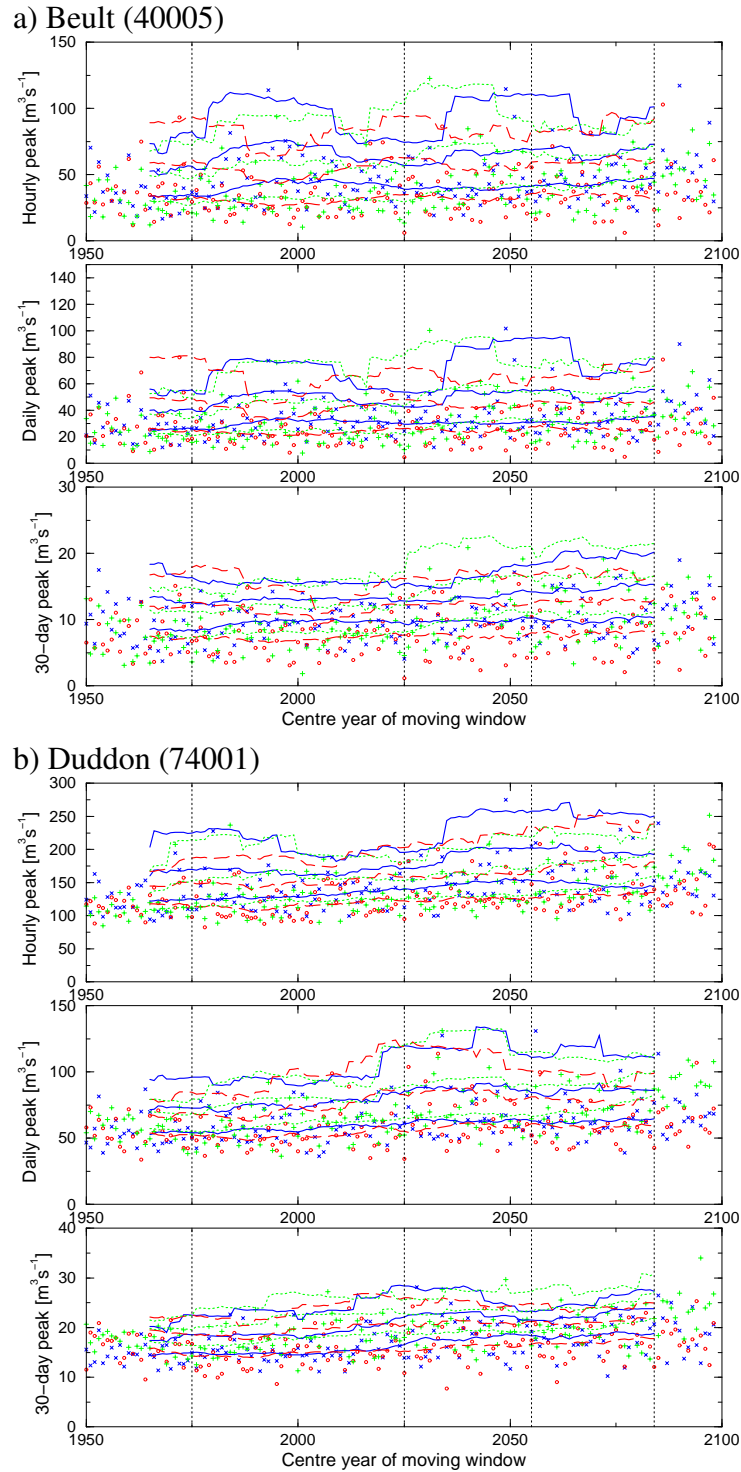 a) Beult (40005)
150
100
50
0
Hourly peak [m³s⁻¹]
1950 2000 2050 2100
140
120
100
80
60
40
20
0
Daily peak [m³s⁻¹]
1950 2000 2050 2100
30
20
10
0
30−day peak [m³s⁻¹]
1950 2000 2050 2100
Centre year of moving window
b) Duddon (74001)
300
250
200
150
100
50
0
Hourly peak [m³s⁻¹]
1950 2000 2050 2100
150
100
50
0
Daily peak [m³s⁻¹]
1950 2000 2050 2100
40
30
20
10
0
30−day peak [m³s⁻¹]
1950 2000 2050 2100
Centre year of moving window